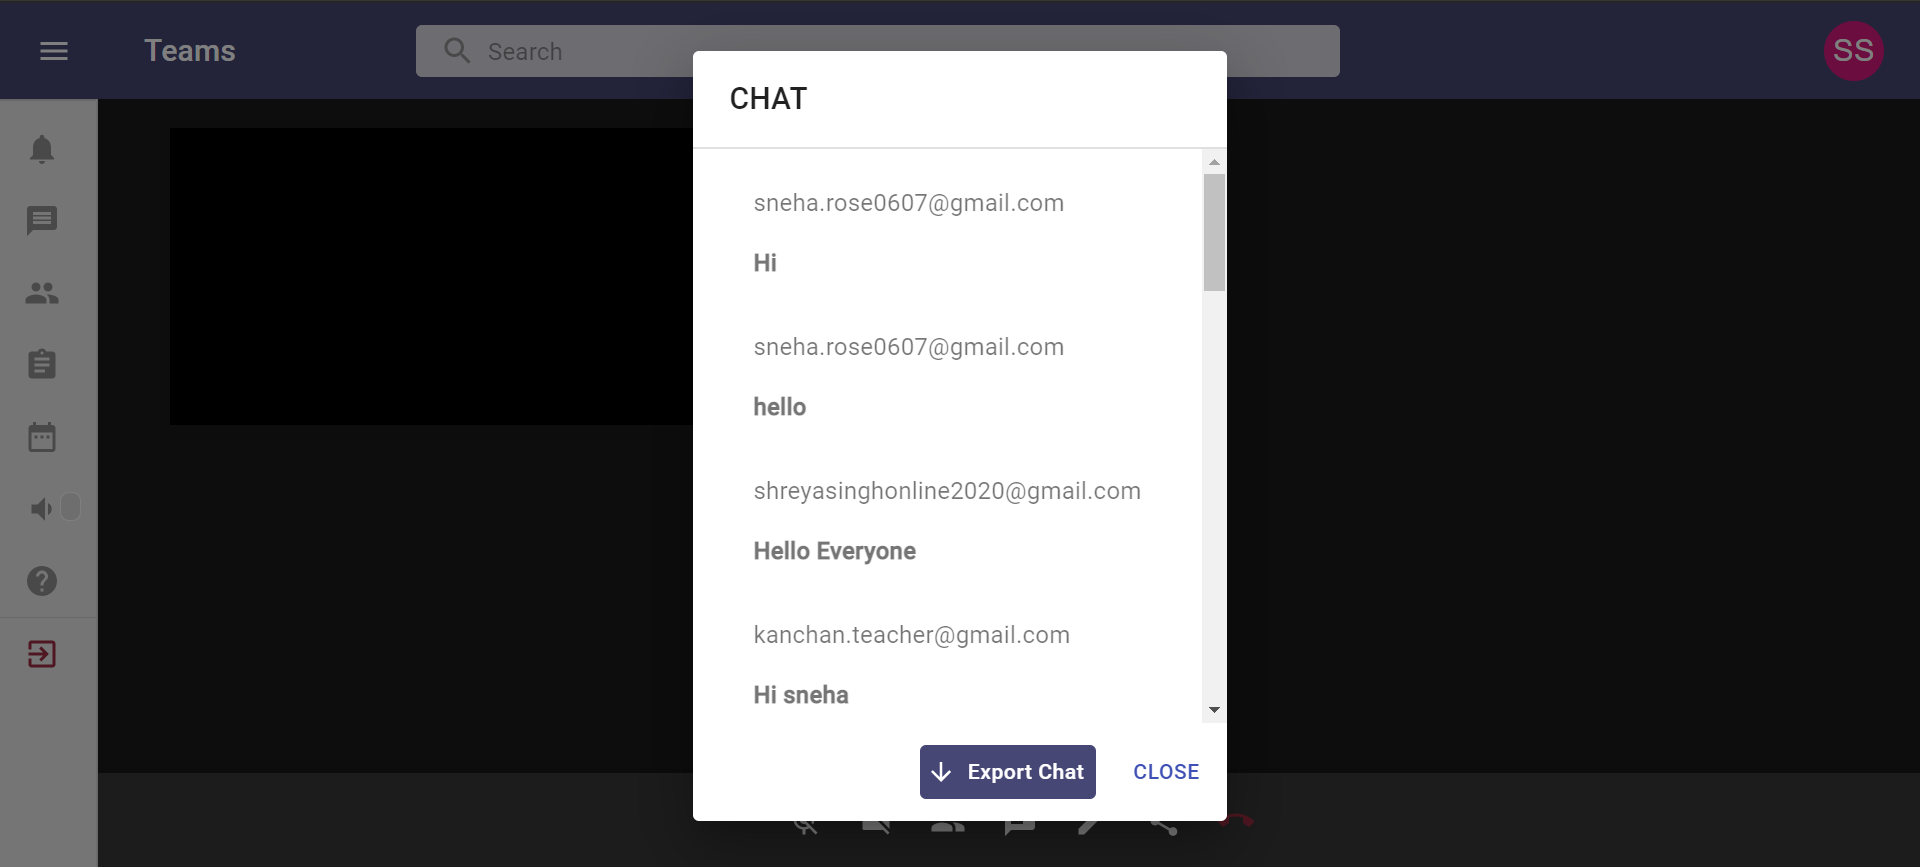 Teams
Search
SS
CHAT
sneha.rose0607@gmail.com
Hi
sneha.rose0607@gmail.com
hello
shreyasinghonline2020@gmail.com
Hello Everyone
kanchan.teacher@gmail.com
Hi sneha
Export Chat
CLOSE